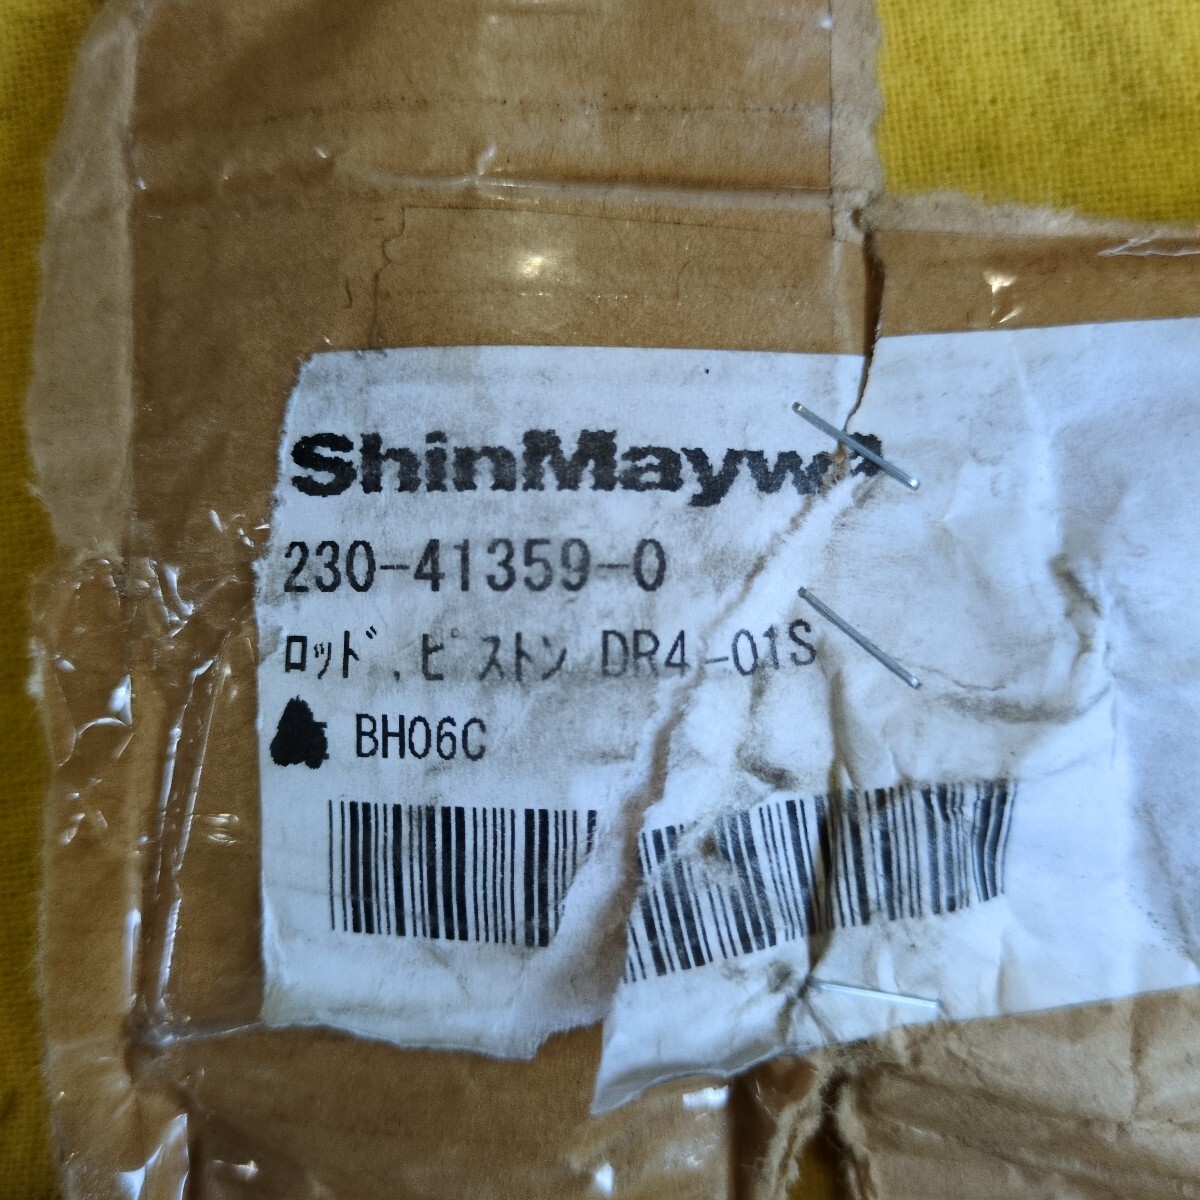 ShinMaywa
230-41359-0
ﾛｯﾄﾞ,ﾋﾟｽﾄﾝ DR4-01S
BH06C